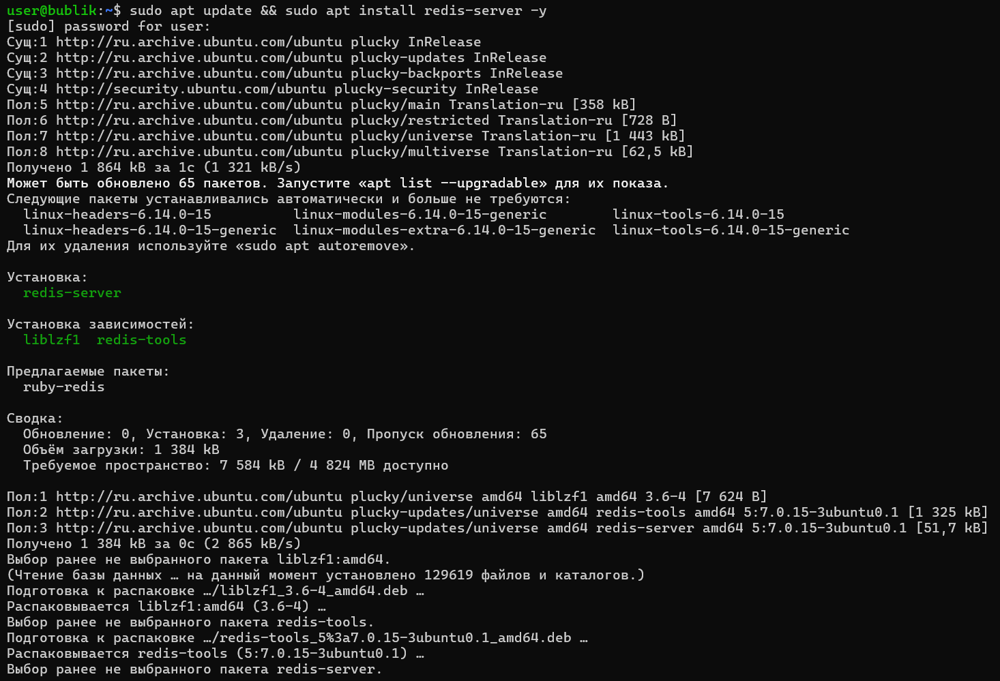 user@bublik:~$ sudo apt update && sudo apt install redis-server -y
[sudo] password for user:
Сущ:1 http://ru.archive.ubuntu.com/ubuntu plucky InRelease
Сущ:2 http://ru.archive.ubuntu.com/ubuntu plucky-updates InRelease
Сущ:3 http://ru.archive.ubuntu.com/ubuntu plucky-backports InRelease
Сущ:4 http://security.ubuntu.com/ubuntu plucky-security InRelease
Пол:5 http://ru.archive.ubuntu.com/ubuntu plucky/main Translation-ru [358 kB]
Пол:6 http://ru.archive.ubuntu.com/ubuntu plucky/restricted Translation-ru [728 B]
Пол:7 http://ru.archive.ubuntu.com/ubuntu plucky/universe Translation-ru [1 443 kB]
Пол:8 http://ru.archive.ubuntu.com/ubuntu plucky/multiverse Translation-ru [62,5 kB]
Получено 1 864 kB за 1с (1 321 kB/s)
Может быть обновлено 65 пакетов. Запустите «apt list --upgradable» для их показа.
Следующие пакеты устанавливались автоматически и больше не требуются:
  linux-headers-6.14.0-15          linux-modules-6.14.0-15-generic        linux-tools-6.14.0-15
  linux-headers-6.14.0-15-generic  linux-modules-extra-6.14.0-15-generic  linux-tools-6.14.0-15-generic
Для их удаления используйте «sudo apt autoremove».

Установка:
  redis-server

Установка зависимостей:
  liblzf1  redis-tools

Предлагаемые пакеты:
  ruby-redis

Сводка:
  Обновление: 0, Установка: 3, Удаление: 0, Пропуск обновления: 65
  Объём загрузки: 1 384 kB
  Требуемое пространство: 7 584 kB / 4 824 MB доступно

Пол:1 http://ru.archive.ubuntu.com/ubuntu plucky/universe amd64 liblzf1 amd64 3.6-4 [7 624 B]
Пол:2 http://ru.archive.ubuntu.com/ubuntu plucky-updates/universe amd64 redis-tools amd64 5:7.0.15-3ubuntu0.1 [1 325 kB]
Пол:3 http://ru.archive.ubuntu.com/ubuntu plucky-updates/universe amd64 redis-server amd64 5:7.0.15-3ubuntu0.1 [51,7 kB]
Получено 1 384 kB за 0с (2 865 kB/s)
Выбор ранее не выбранного пакета liblzf1:amd64.
(Чтение базы данных … на данный момент установлено 129619 файлов и каталогов.)
Подготовка к распаковке …/liblzf1_3.6-4_amd64.deb …
Распаковывается liblzf1:amd64 (3.6-4) …
Выбор ранее не выбранного пакета redis-tools.
Подготовка к распаковке …/redis-tools_5%3a7.0.15-3ubuntu0.1_amd64.deb …
Распаковывается redis-tools (5:7.0.15-3ubuntu0.1) …
Выбор ранее не выбранного пакета redis-server.